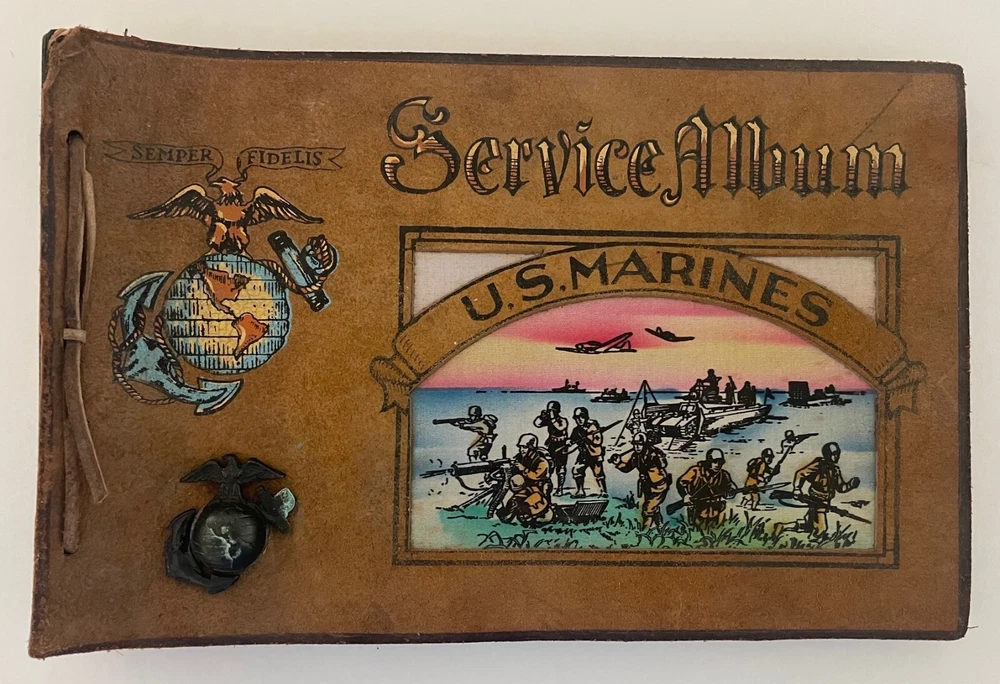 SEMPER FIDELIS
Service Album
U.S. MARINES